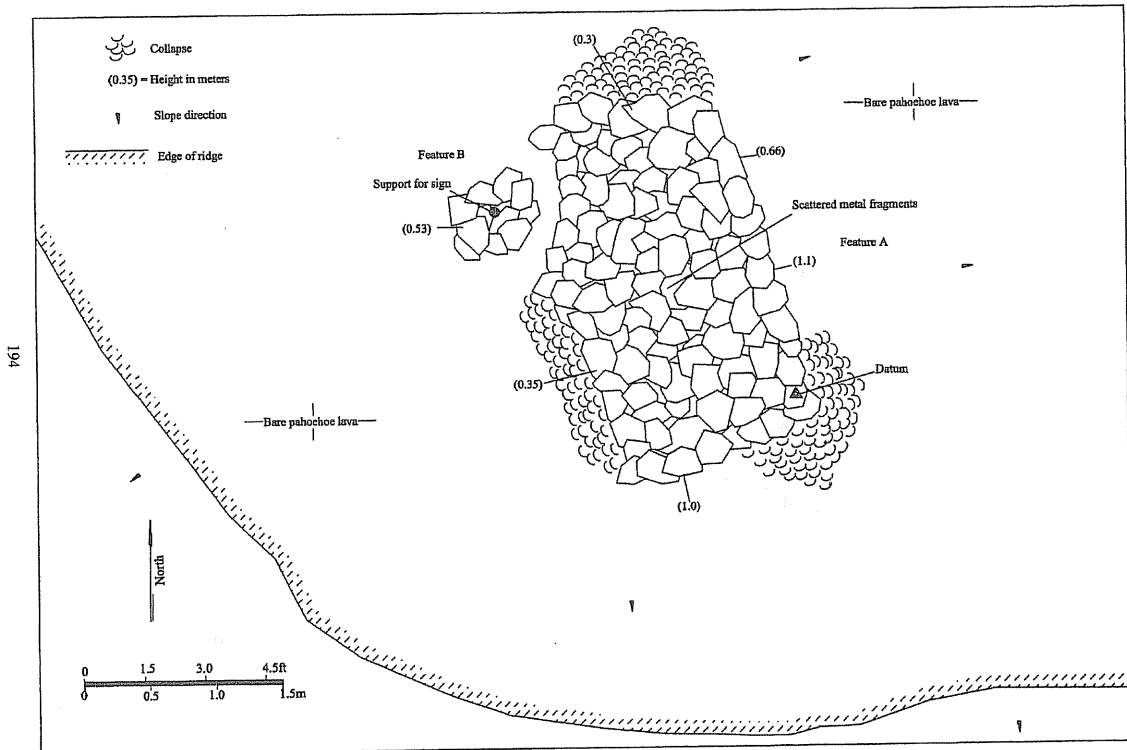 Collapse
(0.35) = Height in meters
Slope direction
Edge of ridge
(0.3)
Bare pahoehoe lava
(0.66)
Feature B
Support for sign
(0.53)
Scattered metal fragments
Feature A
(1.1)
194
(0.35)
Datum
Bare pahoehoe lava
(1.0)
North
0 1.5 3.0 4.5ft
0 0.5 1.0 1.5m